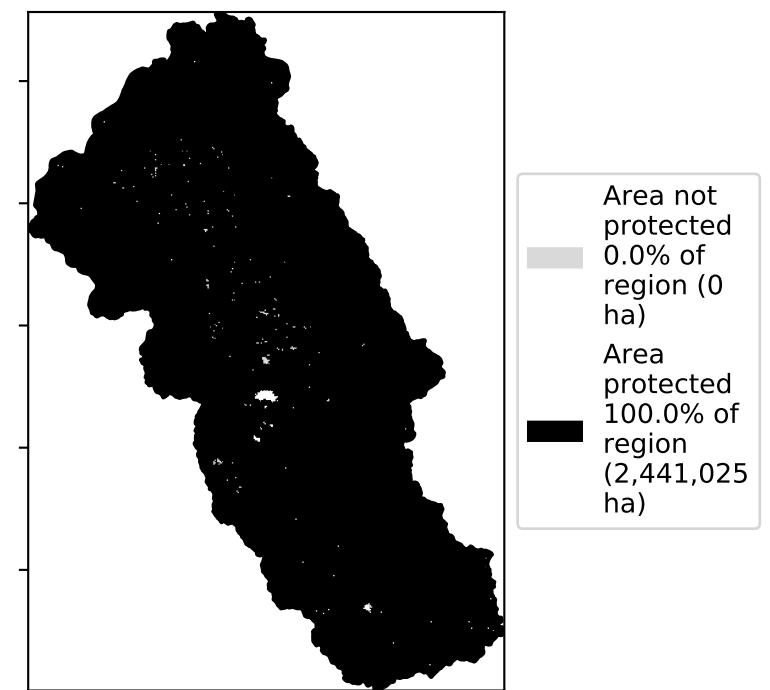 Area not
protected
0.0% of
region (0
ha)
Area
protected
100.0% of
region
(2,441,025
ha)